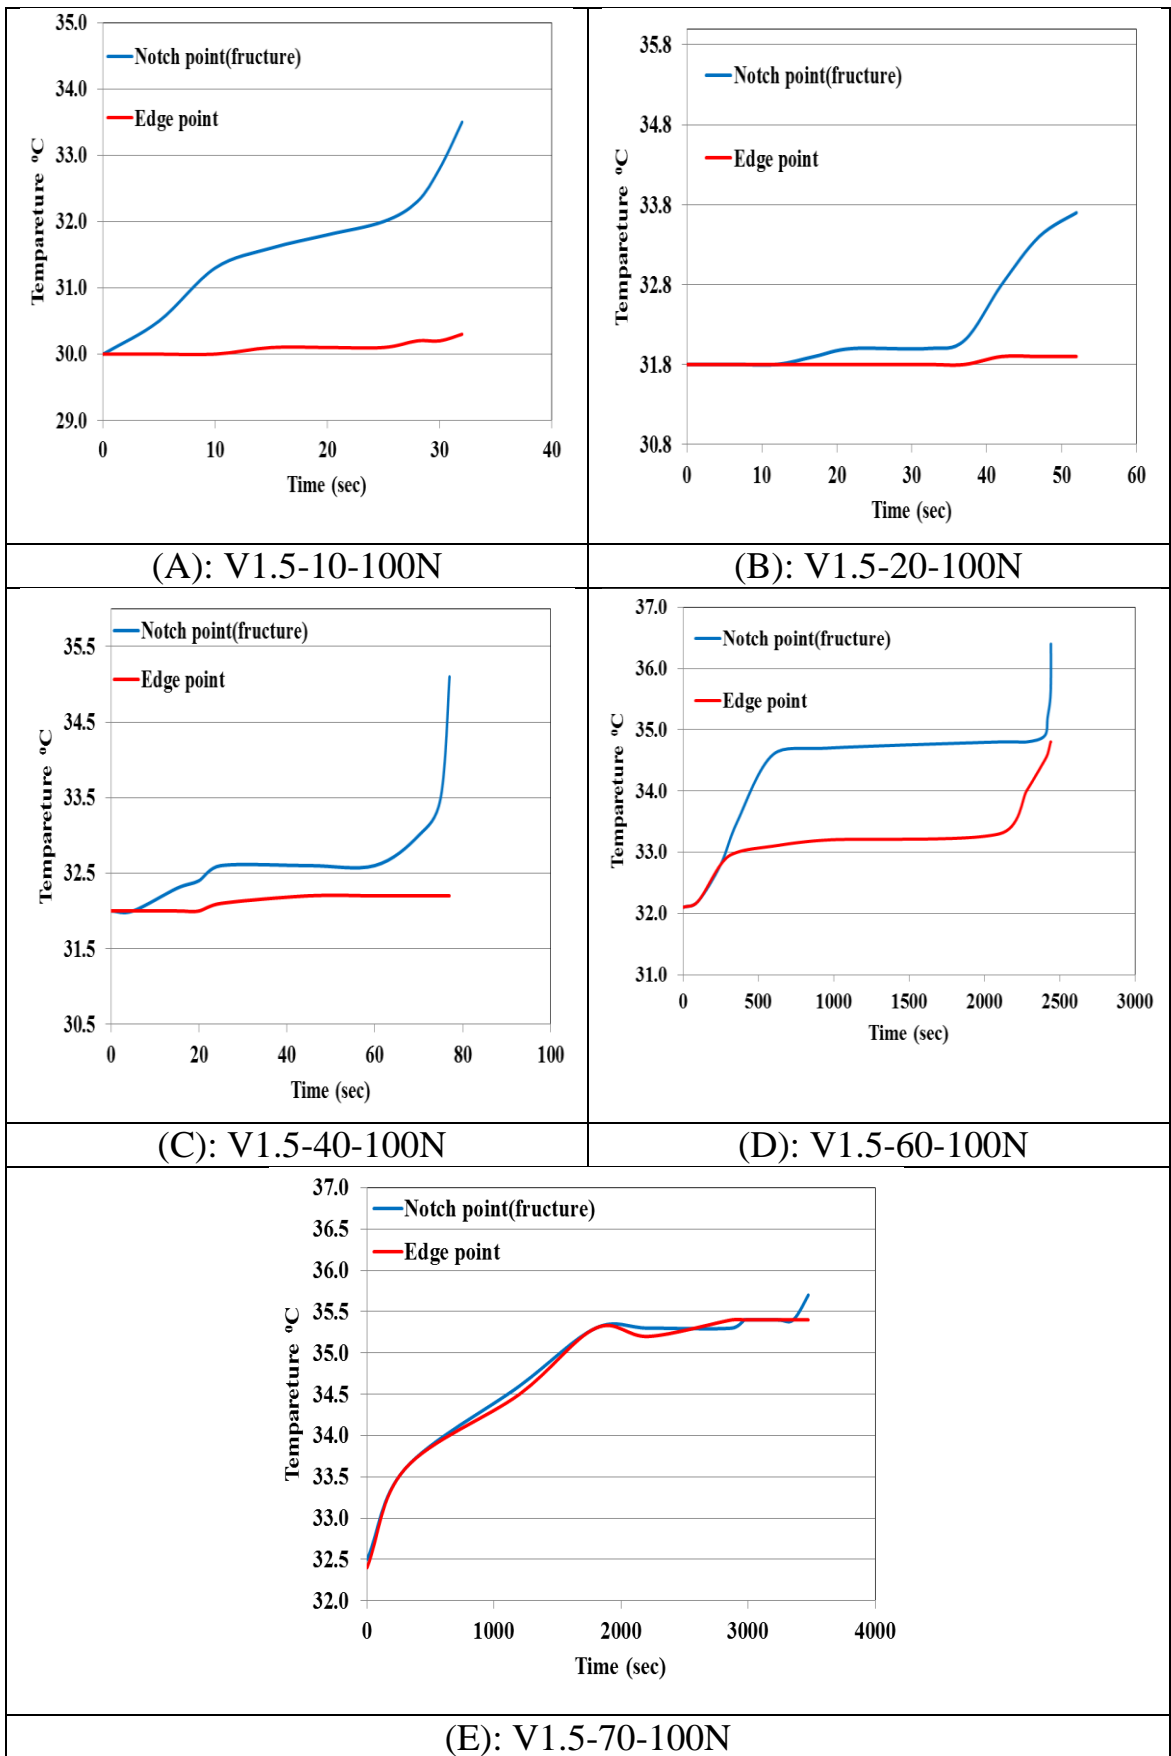 35.0
34.0
33.0
32.0
31.0
30.0
29.0
Tempareture ºC
Notch point(fructure)
Edge point
0 10 20 30 40
Time (sec)
35.8
34.8
33.8
32.8
31.8
30.8
Tempareture ºC
Notch point(fructure)
Edge point
0 10 20 30 40 50 60
Time (sec)
(A): V1.5-10-100N
(B): V1.5-20-100N
35.5
34.5
33.5
32.5
31.5
30.5
Tempareture ºC
Notch point(fructure)
Edge point
0 20 40 60 80 100
Time (sec)
37.0
36.0
35.0
34.0
33.0
32.0
31.0
Tempareture ºC
Notch point(fructure)
Edge point
0 500 1000 1500 2000 2500 3000
Time (sec)
(C): V1.5-40-100N
(D): V1.5-60-100N
37.0
36.5
36.0
35.5
35.0
34.5
34.0
33.5
33.0
32.5
32.0
Tempareture ºC
Notch point(fructure)
Edge point
0 1000 2000 3000 4000
Time (sec)
(E): V1.5-70-100N